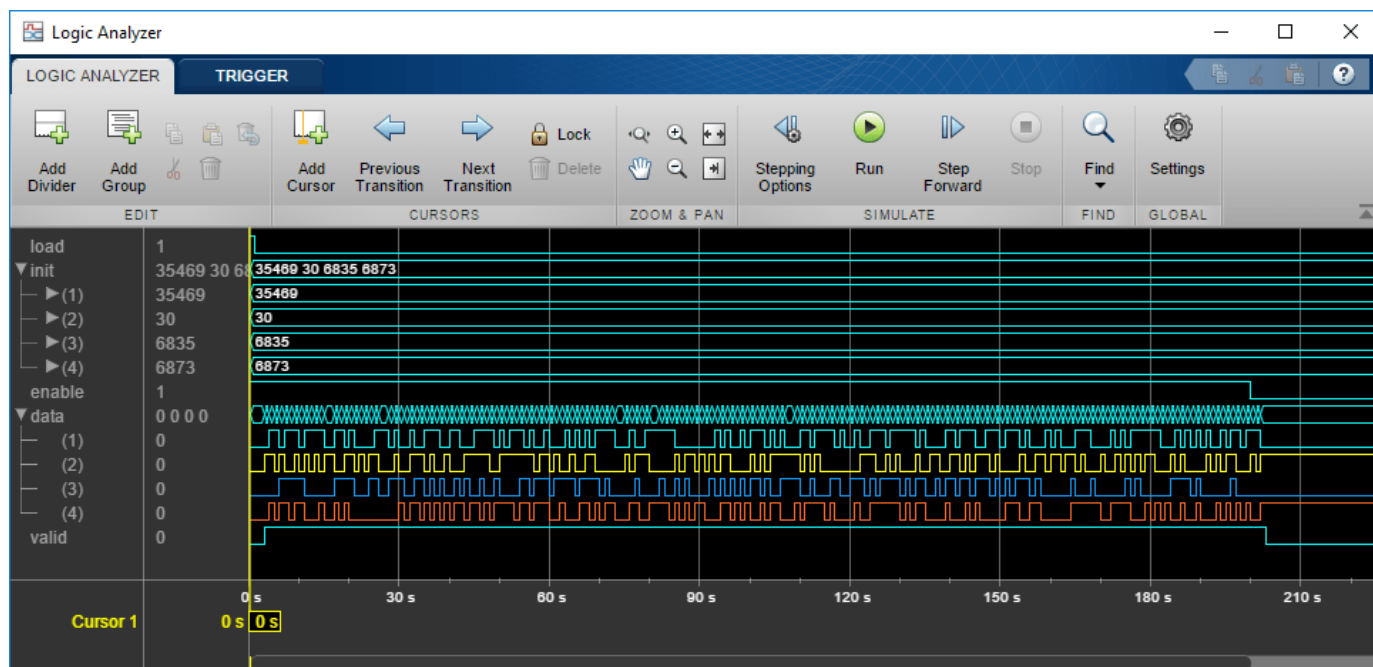 Logic Analyzer
LOGIC ANALYZER TRIGGER
Add Divider
Add Group
Add Cursor
Previous Transition
Next Transition
Lock
Delete
Stepping Options
Run
Step Forward
Stop
Find
Settings
EDIT CURSORS ZOOM & PAN SIMULATE FIND GLOBAL
load 1
init 35469 30 68 35469 30 6835 6873
(1) 35469 35469
(2) 30 30
(3) 6835 6835
(4) 6873 6873
enable 1
data 0 0 0 0
(1) 0
(2) 0
(3) 0
(4) 0
valid 0
0 s 30 s 60 s 90 s 120 s 150 s 180 s 210 s
Cursor 1 0 s 0 s